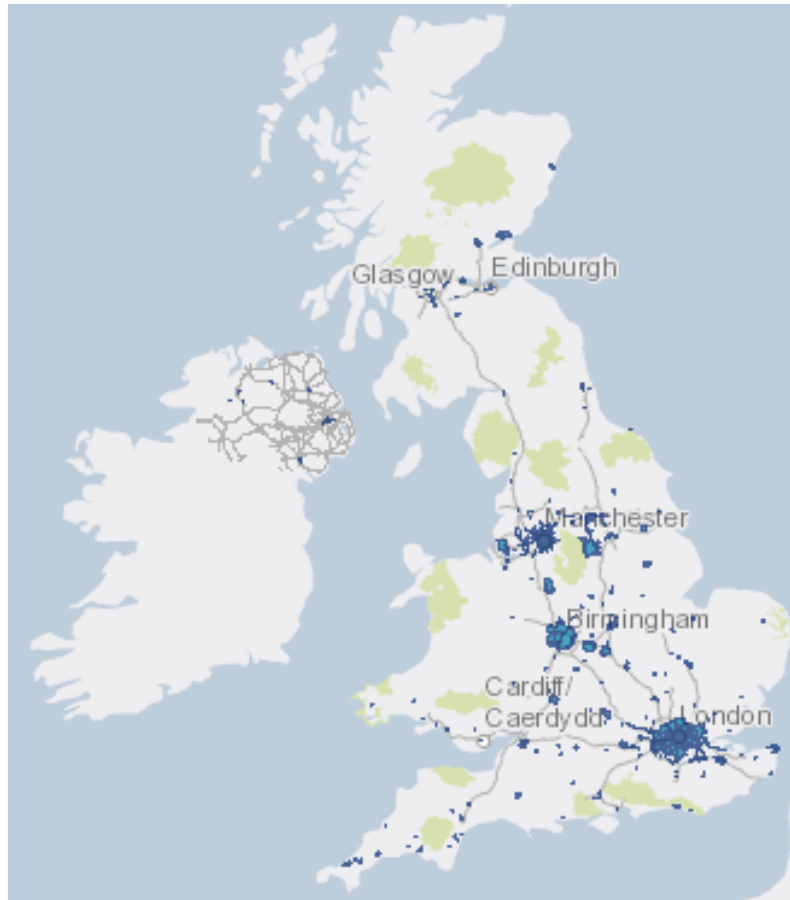 Glasgow
Edinburgh
Manchester
Birmingham
Cardiff/
Caerdydd
London